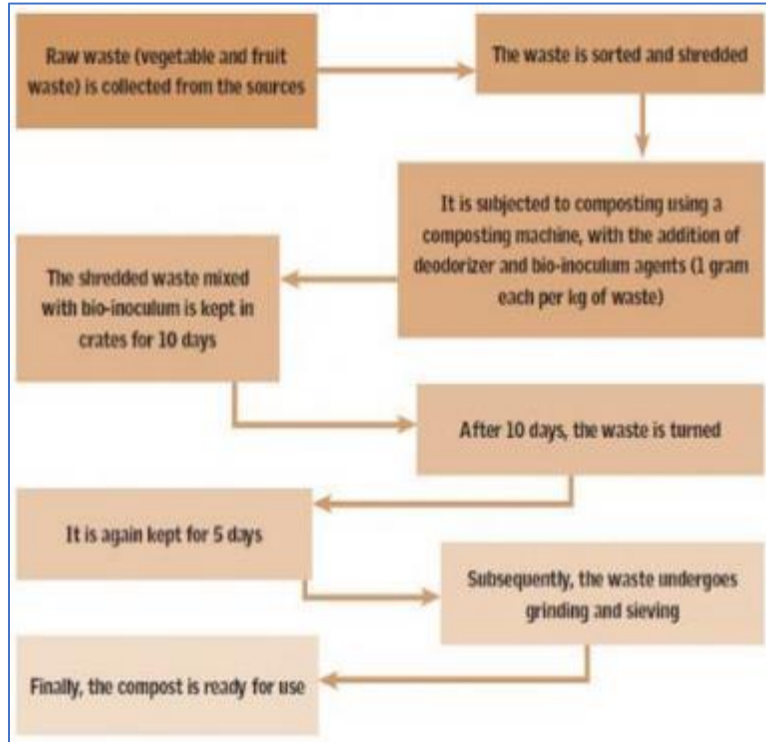 Raw waste (vegetable and fruit
waste) is collected from the sources
The waste is sorted and shredded
It is subjected to composting using a
composting machine, with the addition of
deodorizer and bio-inoculum agents (1 gram
each per kg of waste)
The shredded waste mixed
with bio-inoculum is kept in
crates for 10 days
After 10 days, the waste is turned
It is again kept for 5 days
Subsequently, the waste undergoes
grinding and sieving
Finally, the compost is ready for use